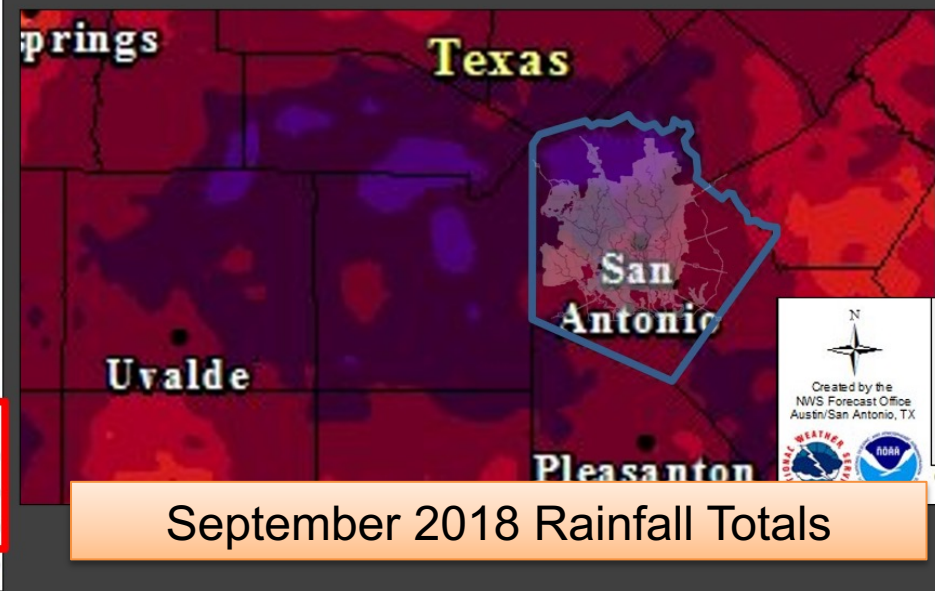 prings
Texas
San
Antonio
Uvalde
N
Created by the
NWS Forecast Office
Austin/San Antonio, TX
Pleasanton
NOAA
September 2018 Rainfall Totals